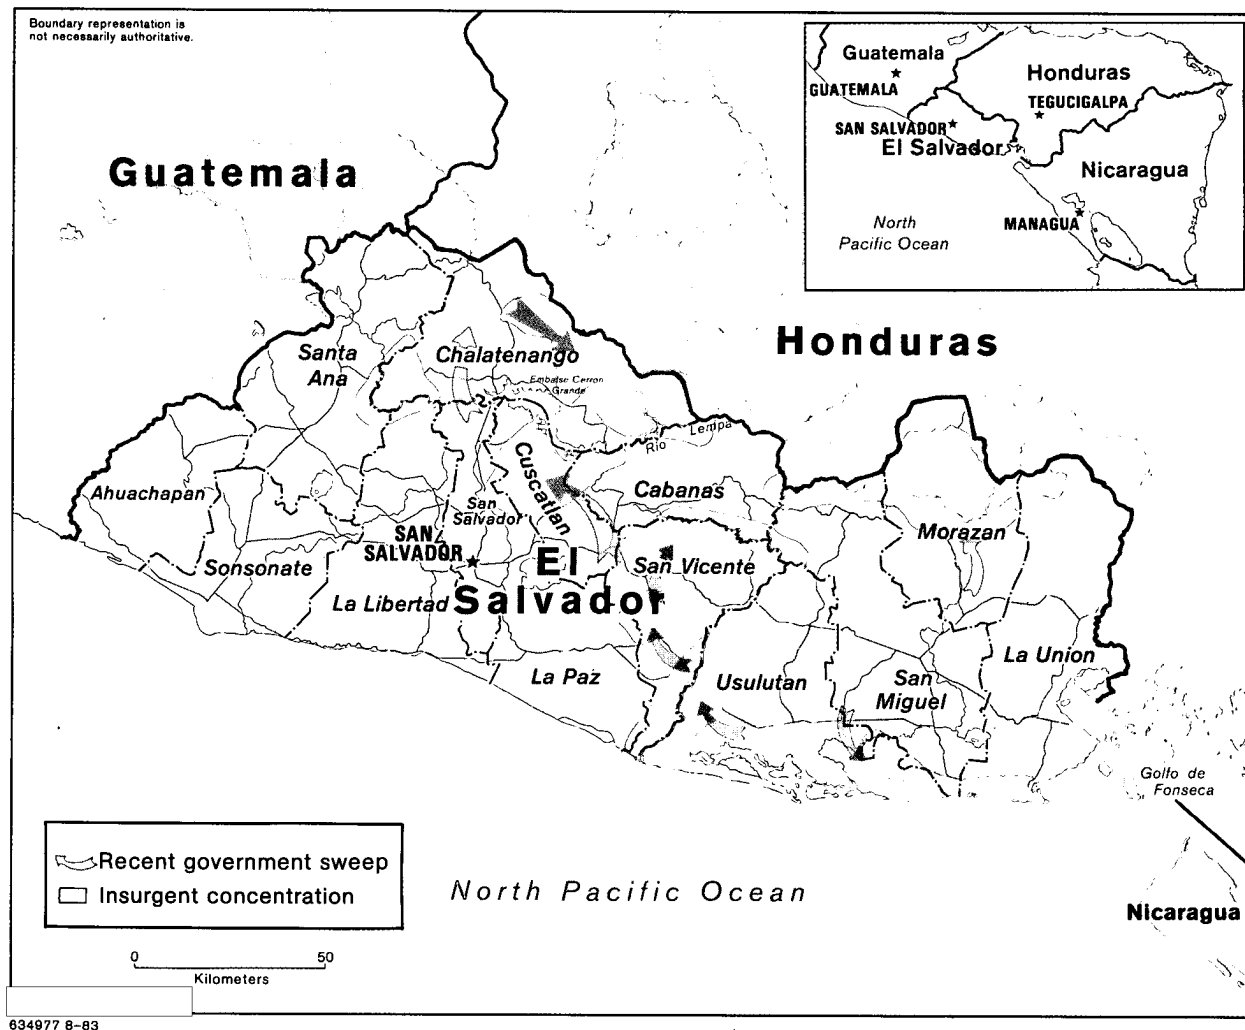 Boundary representation is
not necessarily authoritative.
Guatemala
GUATEMALA
Honduras
TEGUCIGALPA
SAN SALVADOR
El Salvador
Nicaragua
MANAGUA
North
Pacific Ocean
Guatemala
Honduras
Santa
Ana
Chalatenango
Embalse Cerron
Grande
Rio Lempa
Ahuachapan
Cuscatlan
Cabanas
San
Salvador
Morazan
SAN
SALVADOR
Sonsonate
El
Salvador
San Vicente
La Libertad
La Paz
Usulutan
San
Miguel
La Union
Golfo de
Fonseca
Recent government sweep
Insurgent concentration
North Pacific Ocean
Nicaragua
0 50
Kilometers
634977 8-83